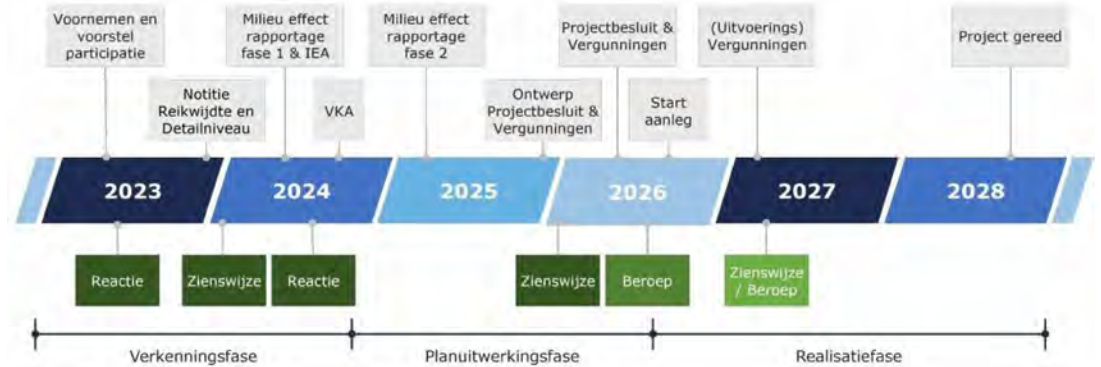 Voornemen en
voorstel
participatie
Milieu effect
rapportage
fase 1 & IEA
Milieu effect
rapportage
fase 2
Projectbesluit &
Vergunningen
(Uitvoerings)
Vergunningen
Project gereed
Notitie
Reikwijdte en
Detailniveau
VKA
Ontwerp
Projectbesluit &
Vergunningen
Start
aanleg
2023
2024
2025
2026
2027
2028
Reactie
Zienswijze
Reactie
Zienswijze
Beroep
Zienswijze
/ Beroep
Verkenningsfase
Planuitwerkingsfase
Realisatiefase